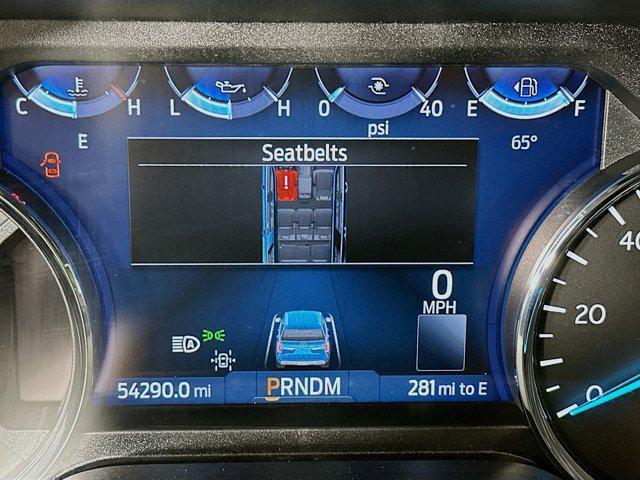 C H L H 0 40 E F
psi
E 65°
Seatbelts
40
0
MPH
20
A
54290.0 mi PRNDM 281 mi to E
0